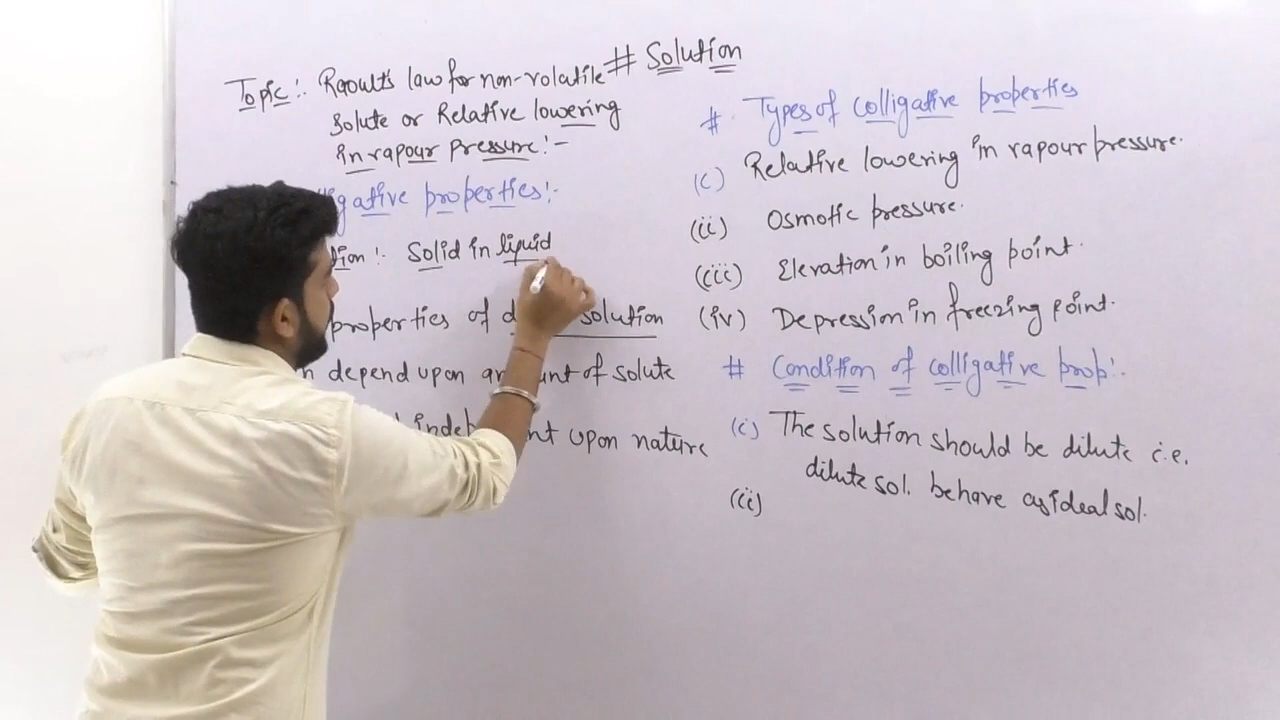 # Solution
Topic:- Raoult's law for non-volatile
Solute or Relative lowering
in vapour pressure:-
properties:-
Solid in liquid
properties of solution
depend upon of solute
upon nature
# Types of colligative properties
(i) Relative lowering in vapour pressure.
(ii) Osmotic pressure.
(iii) Elevation in boiling point.
(iv) Depression in freezing point.
# Condition of colligative prop:-
(i) The solution should be dilute i.e.
dilute sol. behave as ideal sol.
(ii)